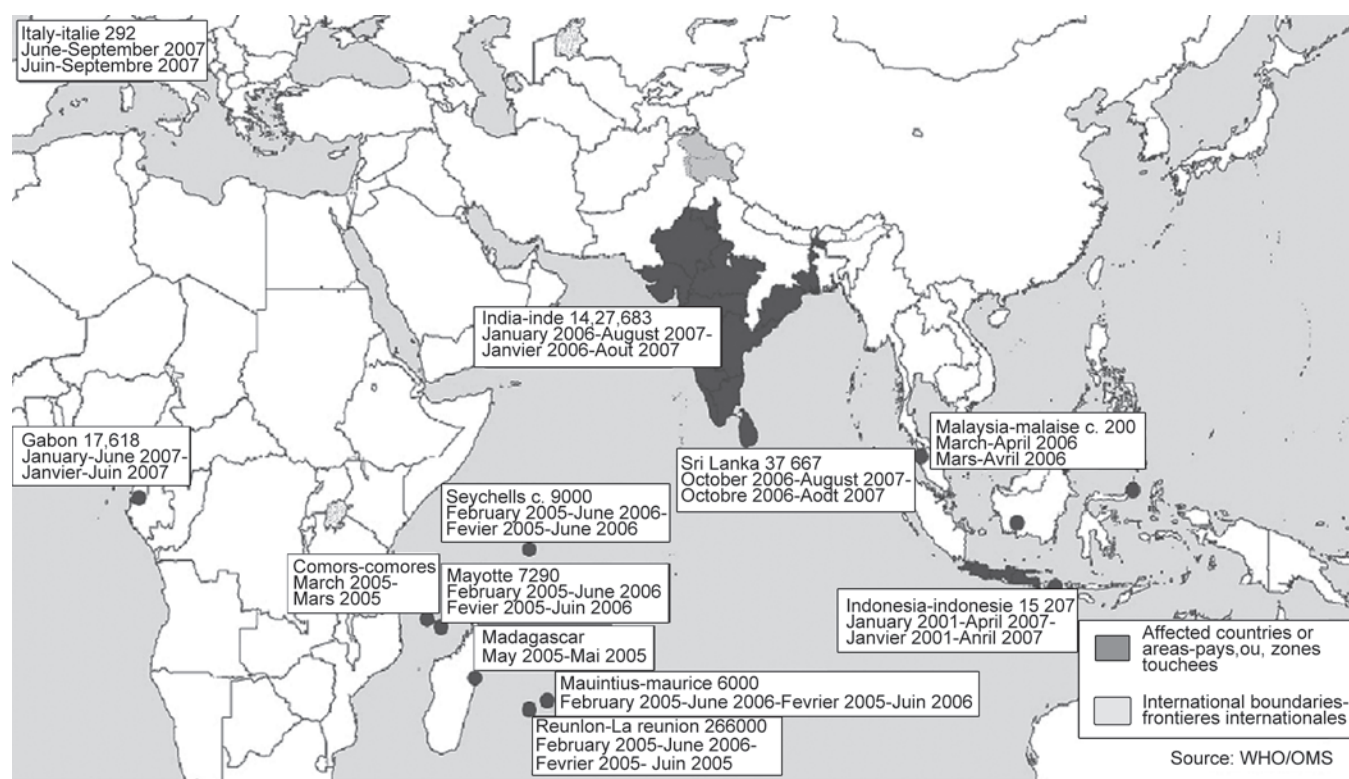 Italy-italie 292
June-September 2007
Juin-Septembre 2007
India-inde 14,27,683
January 2006-August 2007-
Janvier 2006-Aout 2007
Gabon 17,618
January-June 2007-
Janvier-Juin 2007
Malaysia-malaise c. 200
March-April 2006
Mars-Avril 2006
Sri Lanka 37 667
October 2006-August 2007-
Octobre 2006-Aodt 2007
Seychells c. 9000
February 2005-June 2006-
Fevier 2005-June 2006
Comors-comores
March 2005-
Mars 2005
Mayotte 7290
February 2005-June 2006
Fevier 2005-Juin 2006
Madagascar
May 2005-Mai 2005
Indonesia-indonesie 15 207
January 2001-April 2007-
Janvier 2001-Anril 2007
Mauintius-maurice 6000
February 2005-June 2006-Fevrier 2005-Juin 2006
Reunlon-La reunion 266000
February 2005-June 2006-
Fevrier 2005- Juin 2005
Affected countries or
areas-pays,ou, zones
touchees
International boundaries-
frontieres internationales
Source: WHO/OMS